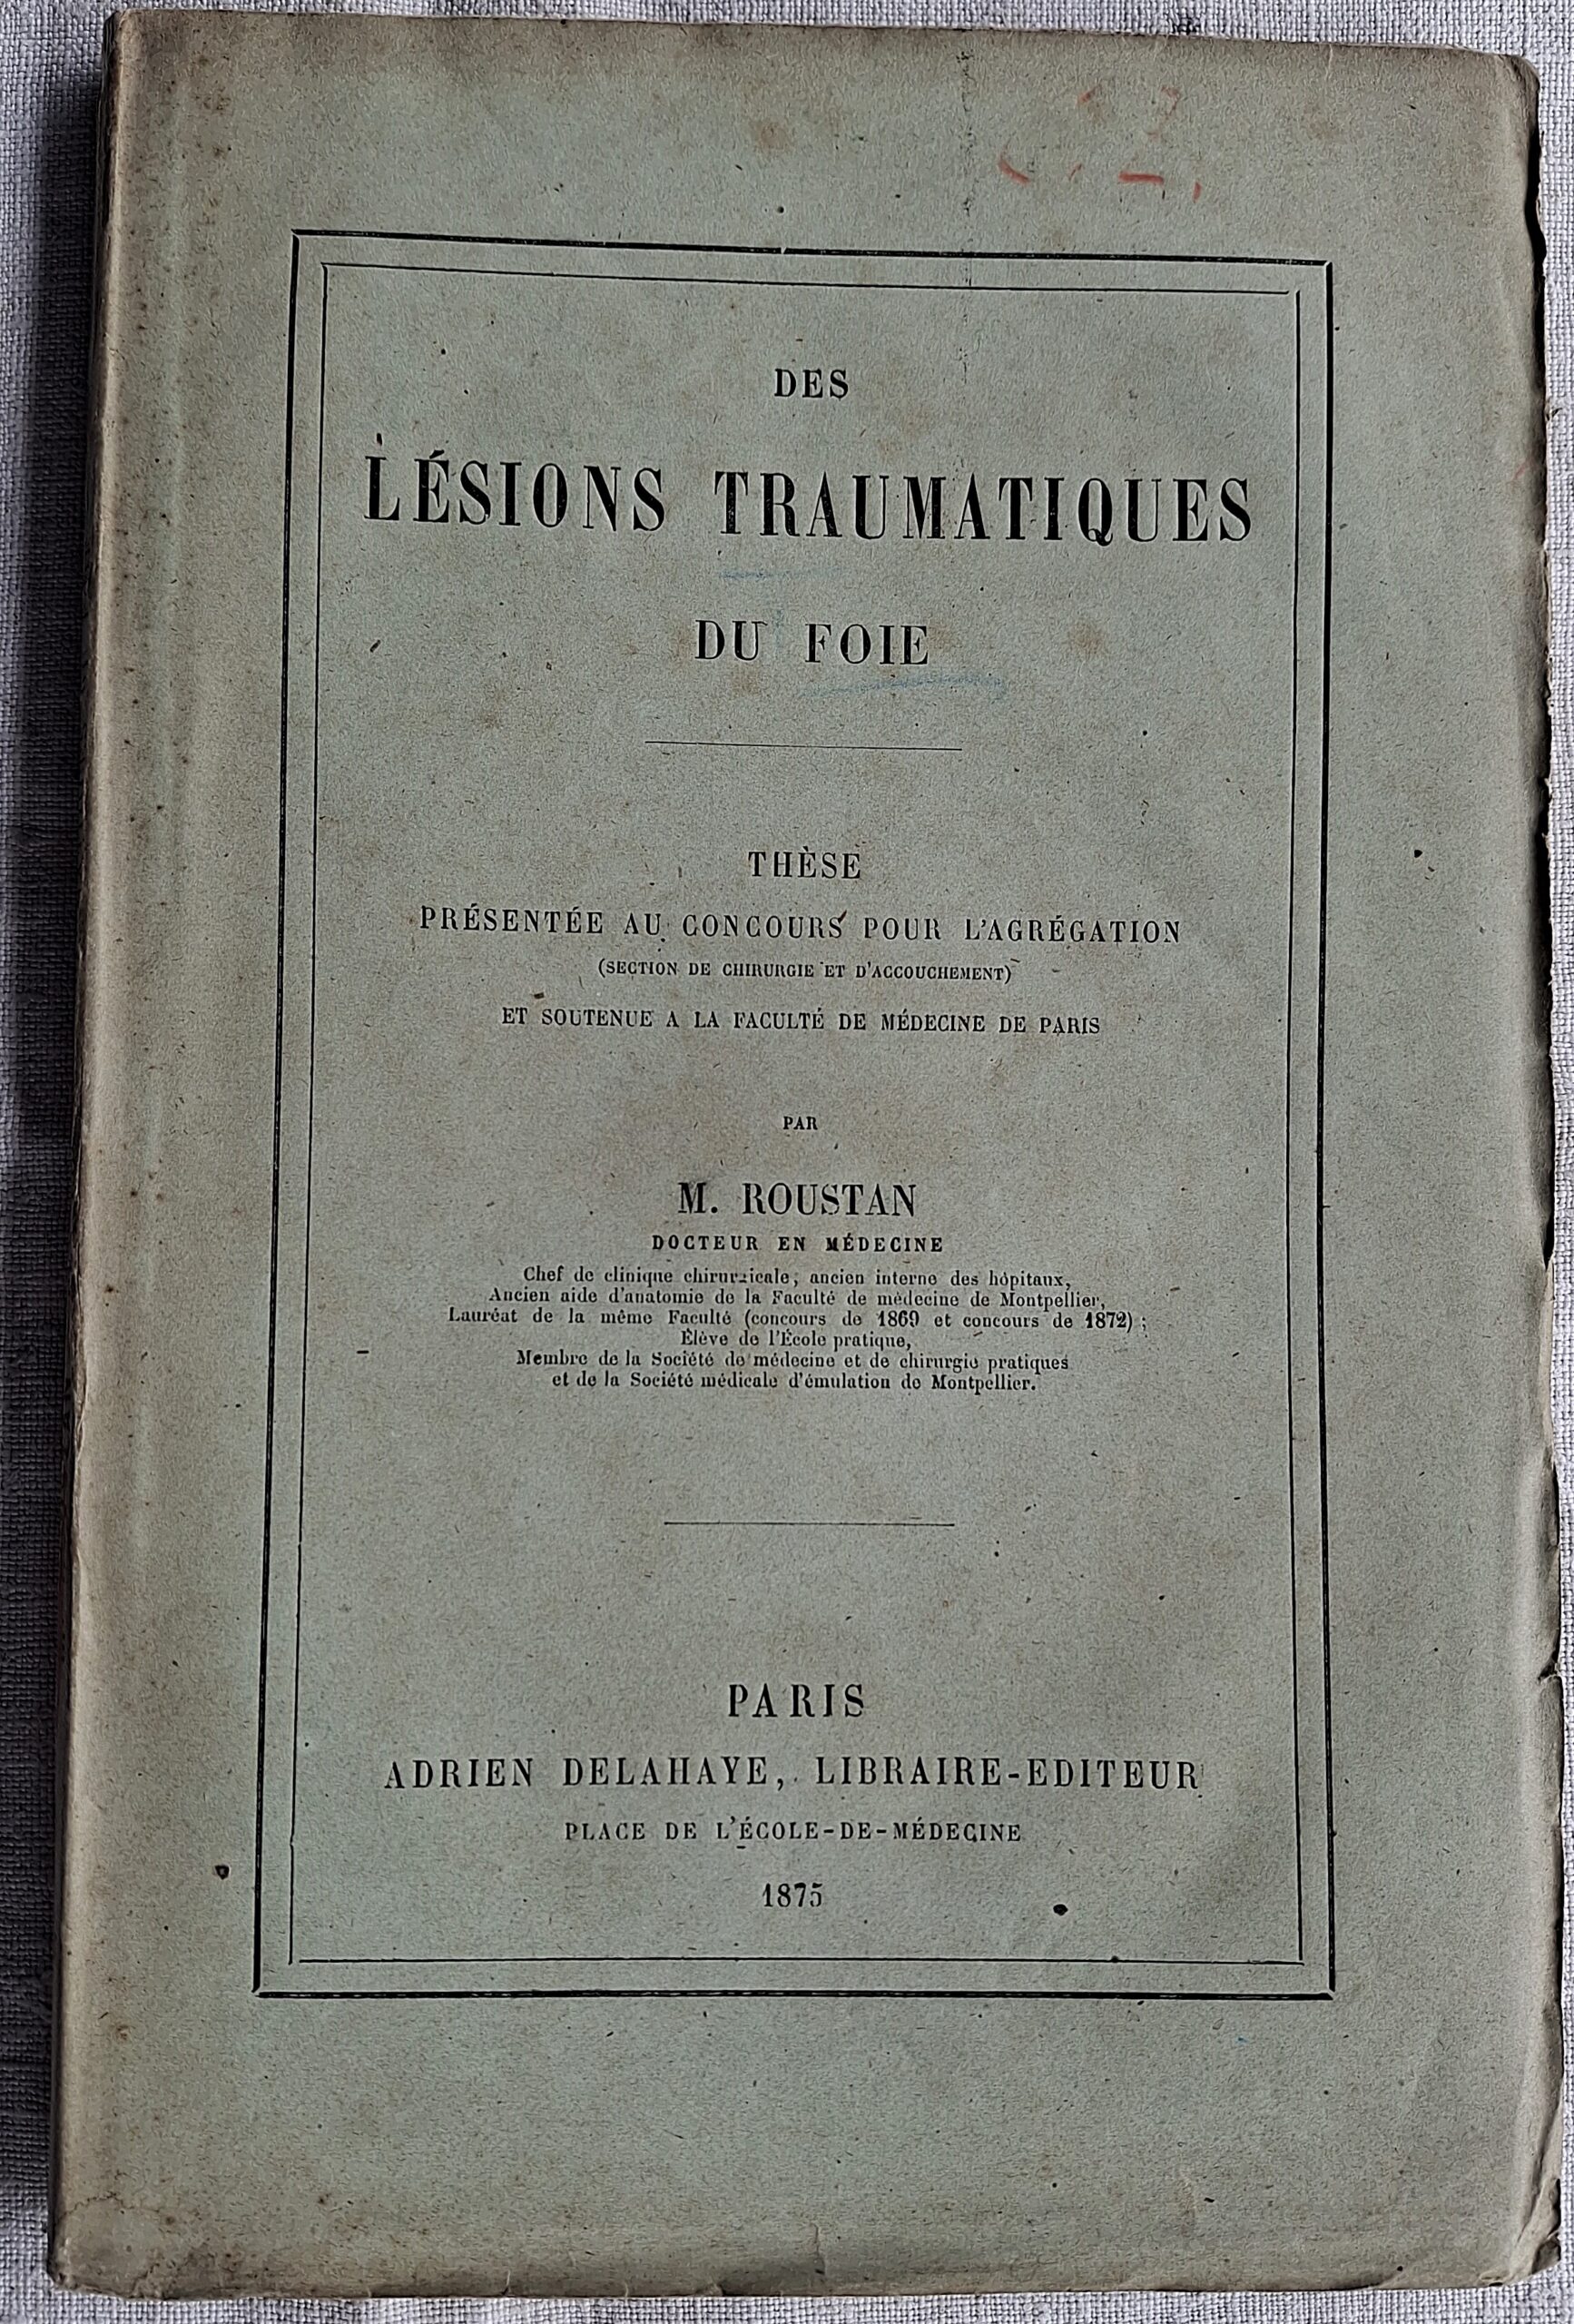 DES
LÉSIONS TRAUMATIQUES
DU FOIE
THÈSE
PRÉSENTÉE AU CONCOURS POUR L'AGRÉGATION
(SECTION DE CHIRURGIE ET D'ACCOUCHEMENT)
ET SOUTENUE A LA FACULTÉ DE MÉDECINE DE PARIS
PAR
M. ROUSTAN
DOCTEUR EN MÉDECINE
Chef de clinique chirurgicale, ancien interne des hôpitaux,
Ancien aide d'anatomie de la Faculté de médecine de Montpellier,
Lauréat de la même Faculté (concours de 1869 et concours de 1872) ;
Élève de l'École pratique,
Membre de la Société de médecine et de chirurgie pratiques
et de la Société médicale d'émulation de Montpellier.
PARIS
ADRIEN DELAHAYE, LIBRAIRE-EDITEUR
PLACE DE L'ÉCOLE-DE-MÉDECINE
1875